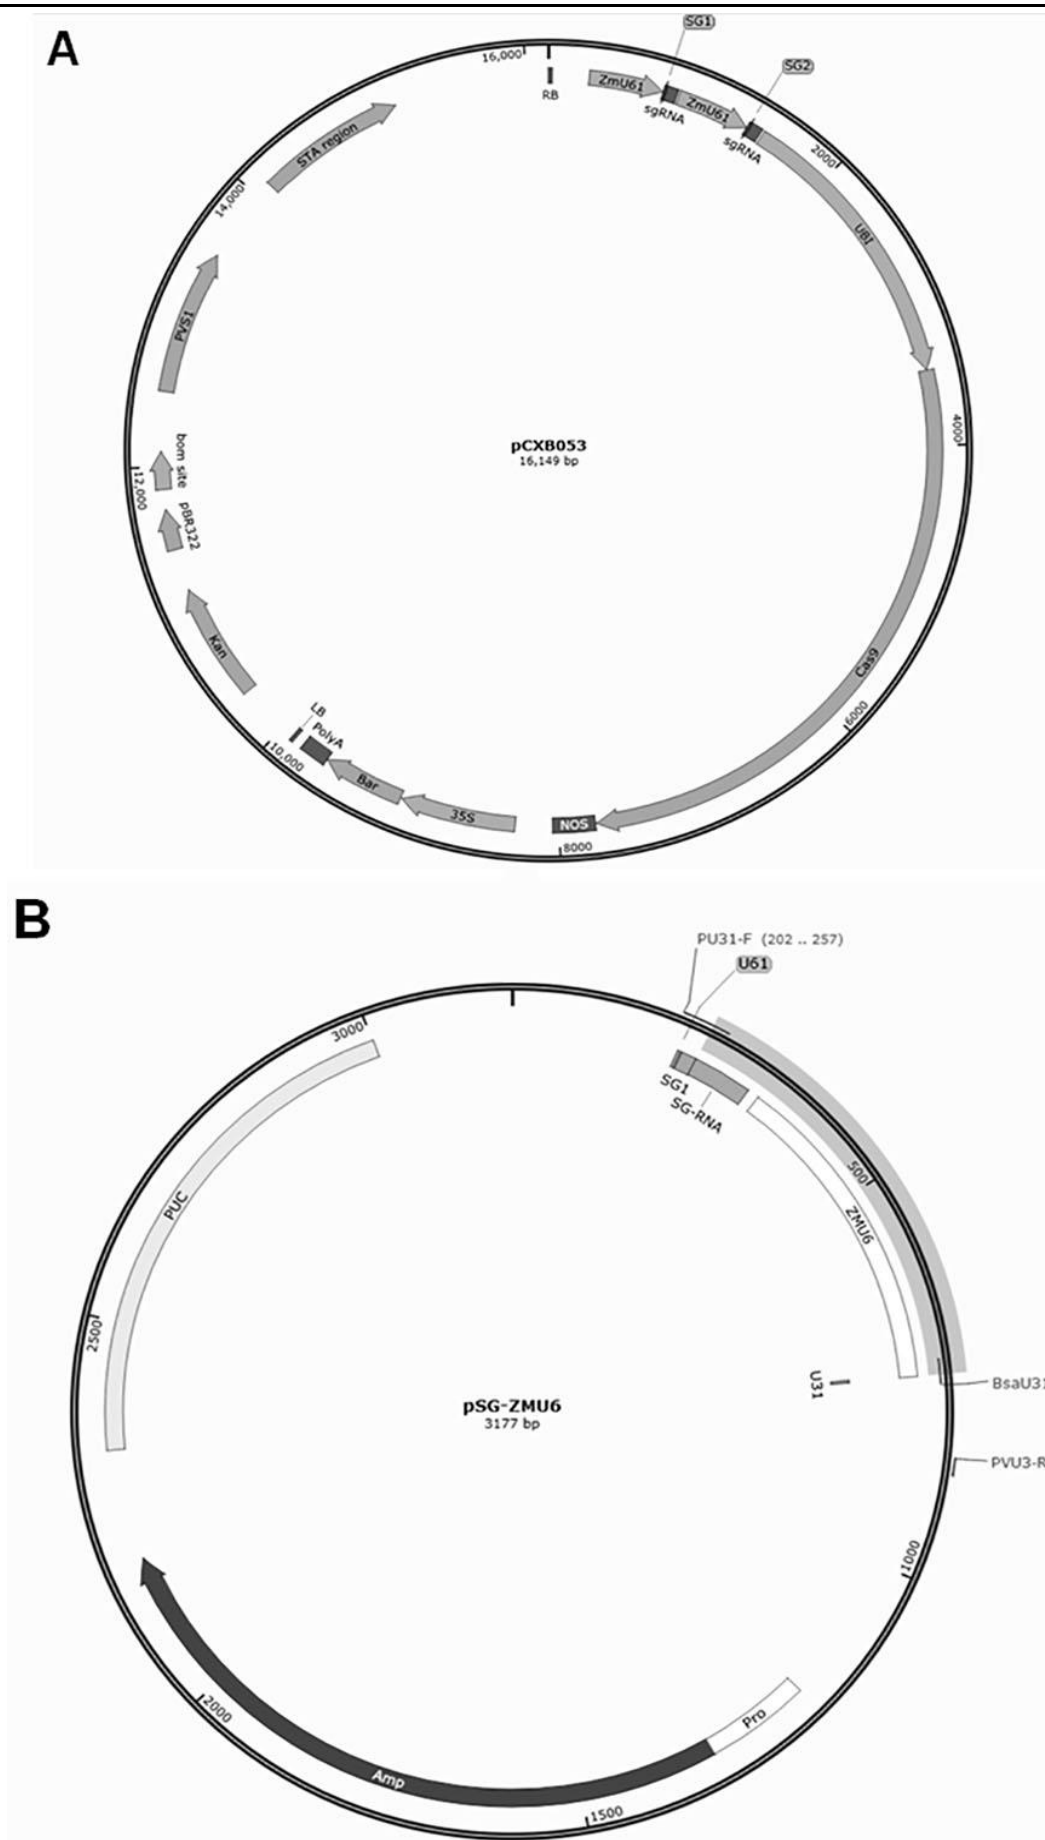 A
SG1
16,000
SG2
RB
ZmU61
sgRNA
ZmU61
sgRNA
STA region
2000
14,000
UBI
PVS1
pCXB053
16,149 bp
4000
bom site
12,000
pBR322
Kan
Cas9
LB
PolyA
6000
10,000
Bar
35S
NOS
8000
B
PU31-F (202 .. 257)
U61
3000
SG1
SG-RNA
500
PUC
ZMU6
2500
U31
BsaU31
pSG-ZMU6
3177 bp
PVU3-R
1000
Pro
2000
Amp
1500